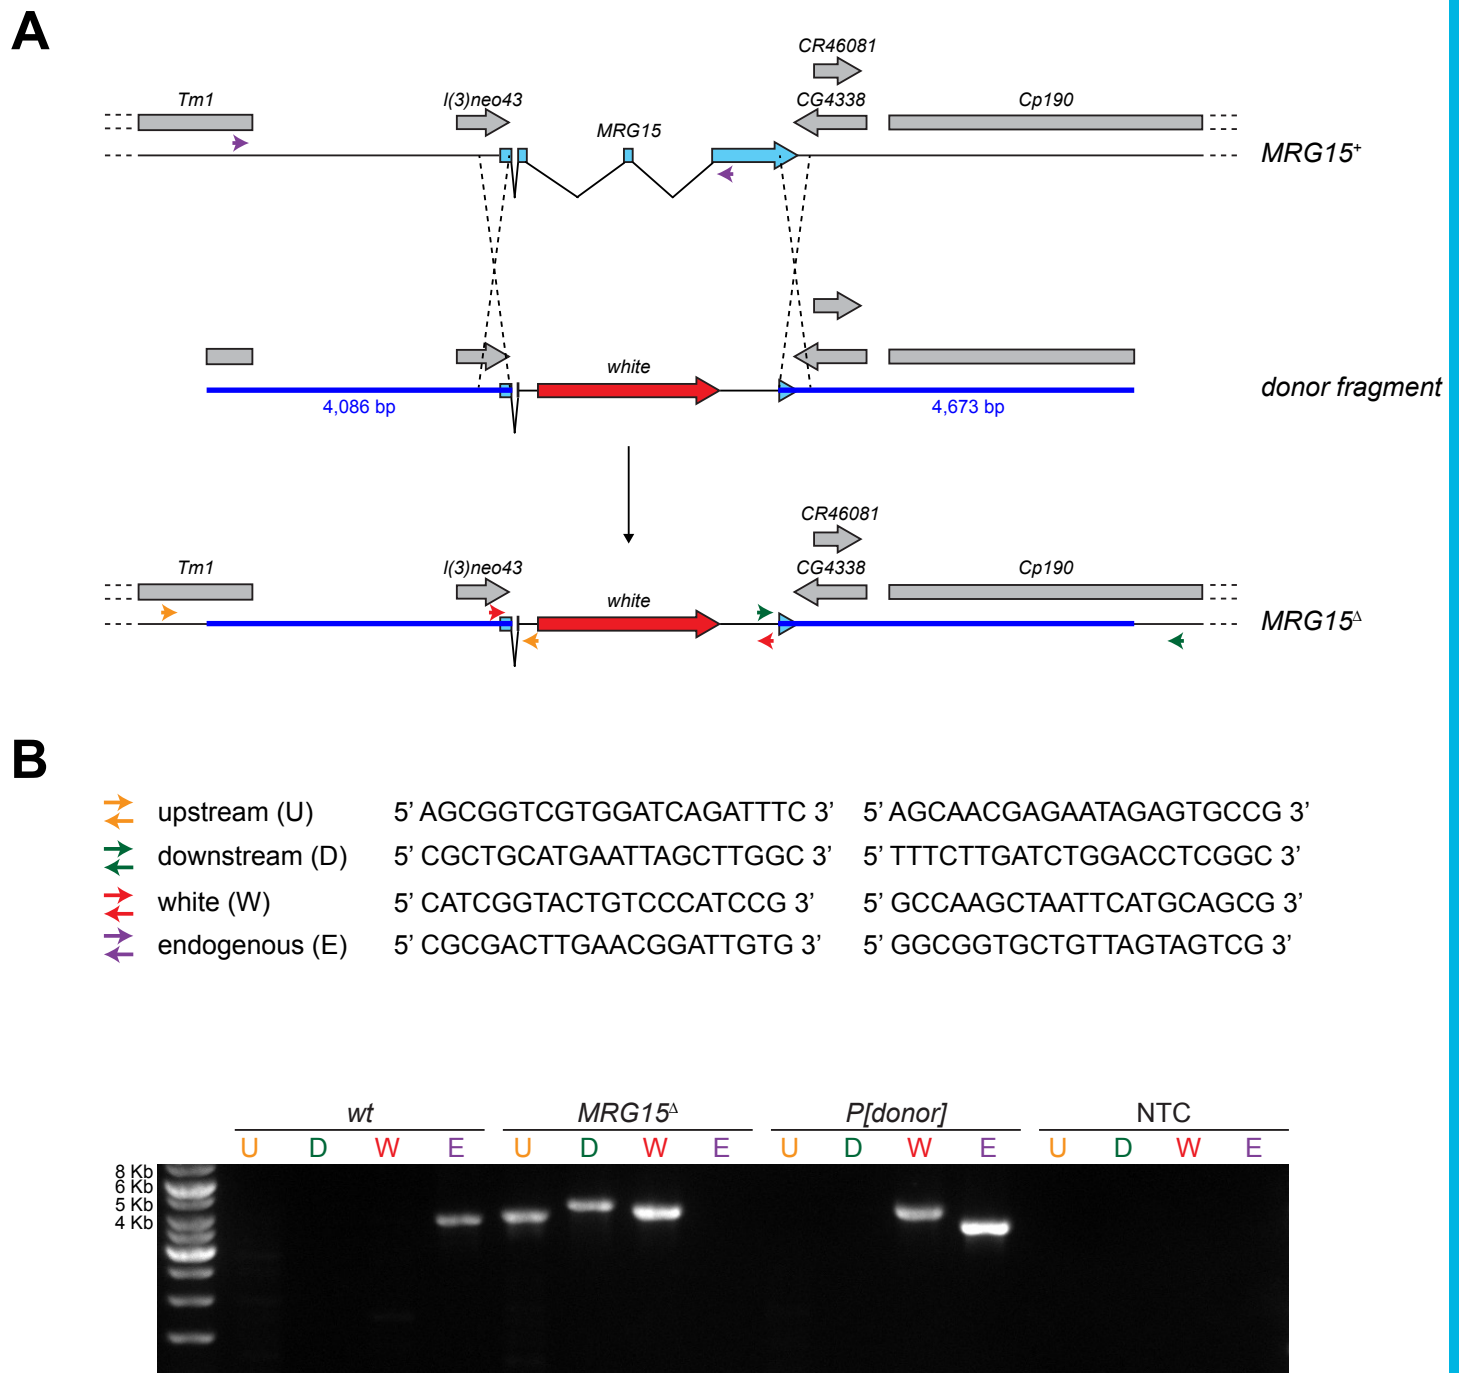 A
CR46081
Tm1 l(3)neo43 CG4338 Cp190
MRG15
MRG15+
white
donor fragment
4,086 bp 4,673 bp
CR46081
Tm1 l(3)neo43 CG4338 Cp190
white
MRG15Δ
B
upstream (U) 5’ AGCGGTCGTGGATCAGATTTC 3’ 5’ AGCAACGAGAATAGAGTGCCG 3’
downstream (D) 5’ CGCTGCATGAATTAGCTTGGC 3’ 5’ TTTCTTGATCTGGACCTCGGC 3’
white (W) 5’ CATCGGTACTGTCCCATCCG 3’ 5’ GCCAAGCTAATTCATGCAGCG 3’
endogenous (E) 5’ CGCGACTTGAACGGATTGTG 3’ 5’ GGCGGTGCTGTTAGTAGTCG 3’
wt MRG15Δ P[donor] NTC
U D W E U D W E U D W E U D W E
8 Kb
6 Kb
5 Kb
4 Kb